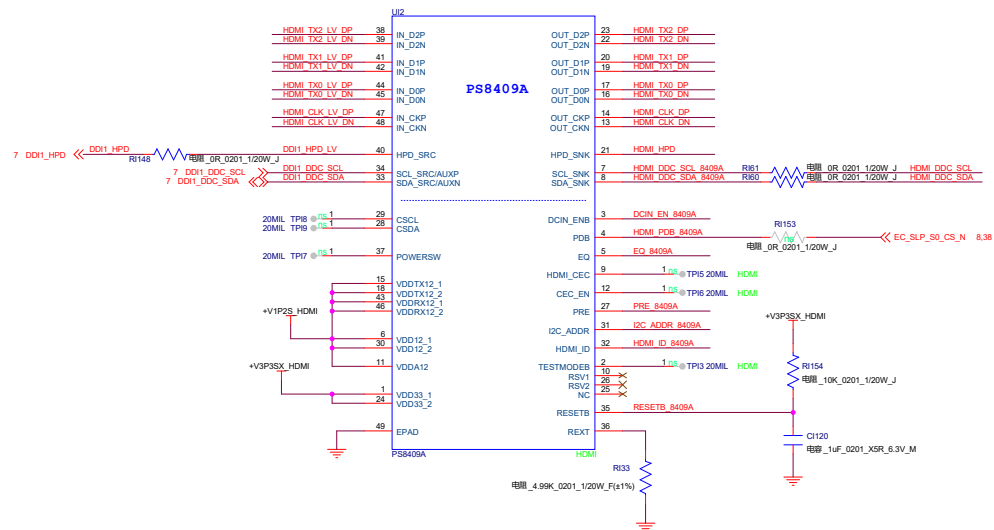 UI2
HDMI_TX2_LV_DP 38 IN_D2P OUT_D2P 23 HDMI_TX2_DP
HDMI_TX2_LV_DN 39 IN_D2N OUT_D2N 22 HDMI_TX2_DN
HDMI_TX1_LV_DP 41 IN_D1P OUT_D1P 20 HDMI_TX1_DP
HDMI_TX1_LV_DN 42 IN_D1N OUT_D1N 19 HDMI_TX1_DN
PS8409A
HDMI_TX0_LV_DP 44 IN_D0P OUT_D0P 17 HDMI_TX0_DP
HDMI_TX0_LV_DN 45 IN_D0N OUT_D0N 16 HDMI_TX0_DN
HDMI_CLK_LV_DP 47 IN_CKP OUT_CKP 14 HDMI_CLK_DP
HDMI_CLK_LV_DN 48 IN_CKN OUT_CKN 13 HDMI_CLK_DN
7 DDI1_HPD DDI1_HPD DDI1_HPD_LV 40 HPD_SRC HPD_SNK 21 HDMI_HPD
RI148 电阻_0R_0201_1/20W_J
7 DDI1_DDC_SCL DDI1_DDC_SCL 34 SCL_SRC/AUXP SCL_SNK 7 HDMI_DDC_SCL_8409A RI61 电阻_0R_0201_1/20W_J HDMI_DDC_SCL
7 DDI1_DDC_SDA DDI1_DDC_SDA 33 SDA_SRC/AUXN SDA_SNK 8 HDMI_DDC_SDA_8409A RI60 电阻_0R_0201_1/20W_J HDMI_DDC_SDA
20MIL TPI8 ns 1 29 CSCL DCIN_ENB 3 DCIN_EN_8409A
20MIL TPI9 ns 1 28 CSDA
RI153
PDB 4 HDMI_PDB_8409A ns EC_SLP_S0_CS_N 8,38
电阻_0R_0201_1/20W_J
20MIL TPI7 ns 1 37 POWERSW EQ 5 EQ_8409A
HDMI_CEC 9 1 ns TPI5 20MIL HDMI
15 VDDTX12_1
18 VDDTX12_2 CEC_EN 12 1 ns TPI6 20MIL HDMI
43 VDDRX12_1
46 VDDRX12_2 PRE 27 PRE_8409A
+V1P2S_HDMI +V3P3SX_HDMI
I2C_ADDR 31 I2C_ADDR_8409A
6 VDD12_1
30 VDD12_2 HDMI_ID 32 HDMI_ID_8409A
+V3P3SX_HDMI 11 VDDA12 TESTMODEB 2 1 ns TPI3 20MIL HDMI
RI154
RSV1 10
电阻_10K_0201_1/20W_J
RSV2 26
1 VDD33_1 NC 25
24 VDD33_2
RESETB 35 RESETB_8409A
49 EPAD REXT 36
CI120
电容_1uF_0201_X5R_6.3V_M
PS8409A HDMI
RI33
电阻_4.99K_0201_1/20W_F(±1%)